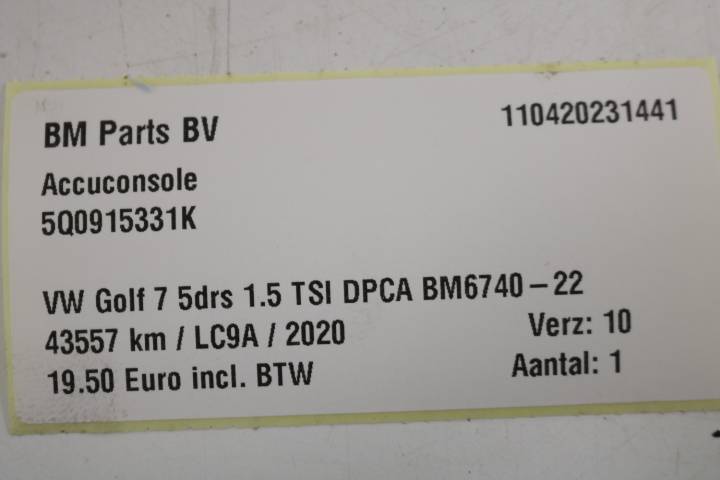 BM Parts BV 110420231441
Accuconsole
5Q0915331K
VW Golf 7 5drs 1.5 TSI DPCA BM6740-22
43557 km / LC9A / 2020 Verz: 10
19.50 Euro incl. BTW Aantal: 1